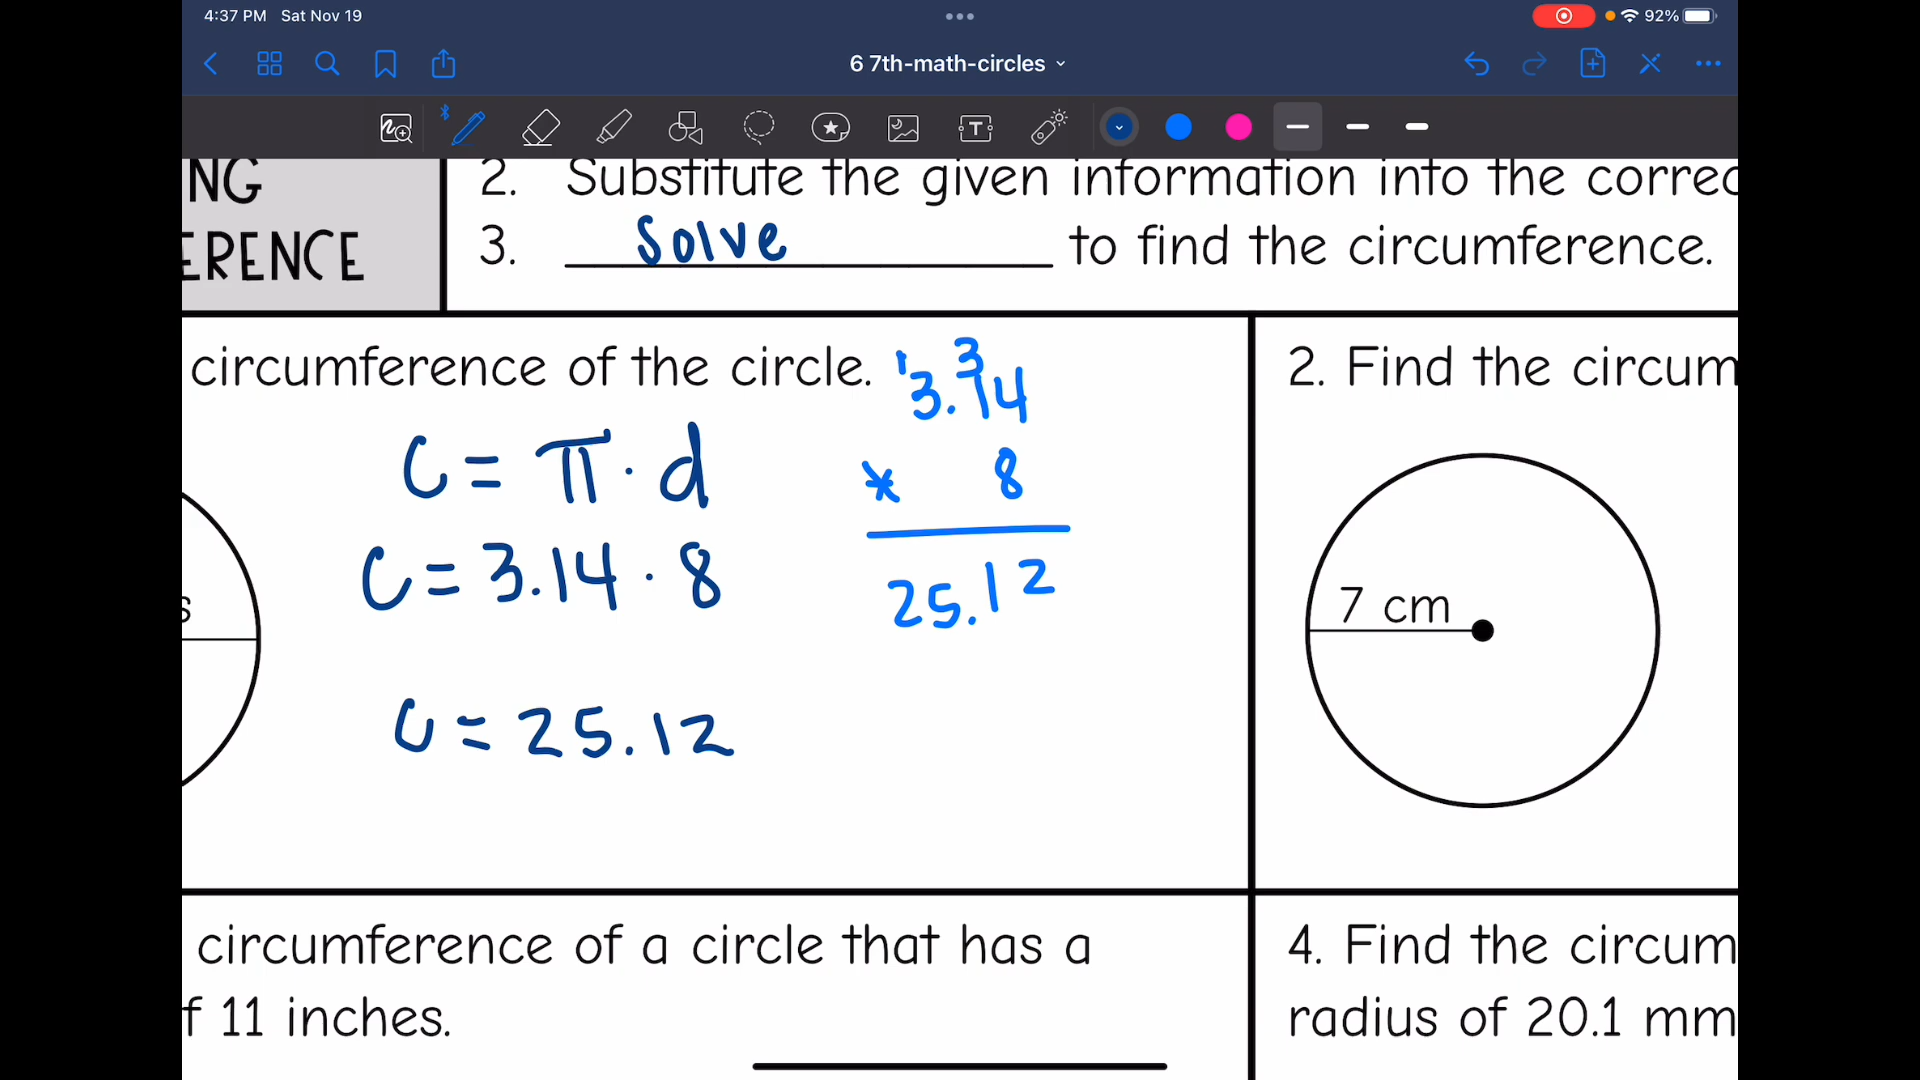 4:37 PM Sat Nov 19
92%
6 7th-math-circles
NG
ERENCE
2. Substitute the given information into the correc
3. Solve to find the circumference.
circumference of the circle.
s
C = π · d
C = 3.14 · 8
C = 25.12
1 3
3.14
* 8
25.12
2. Find the circum
7 cm
circumference of a circle that has a
f 11 inches.
4. Find the circum
radius of 20.1 mm